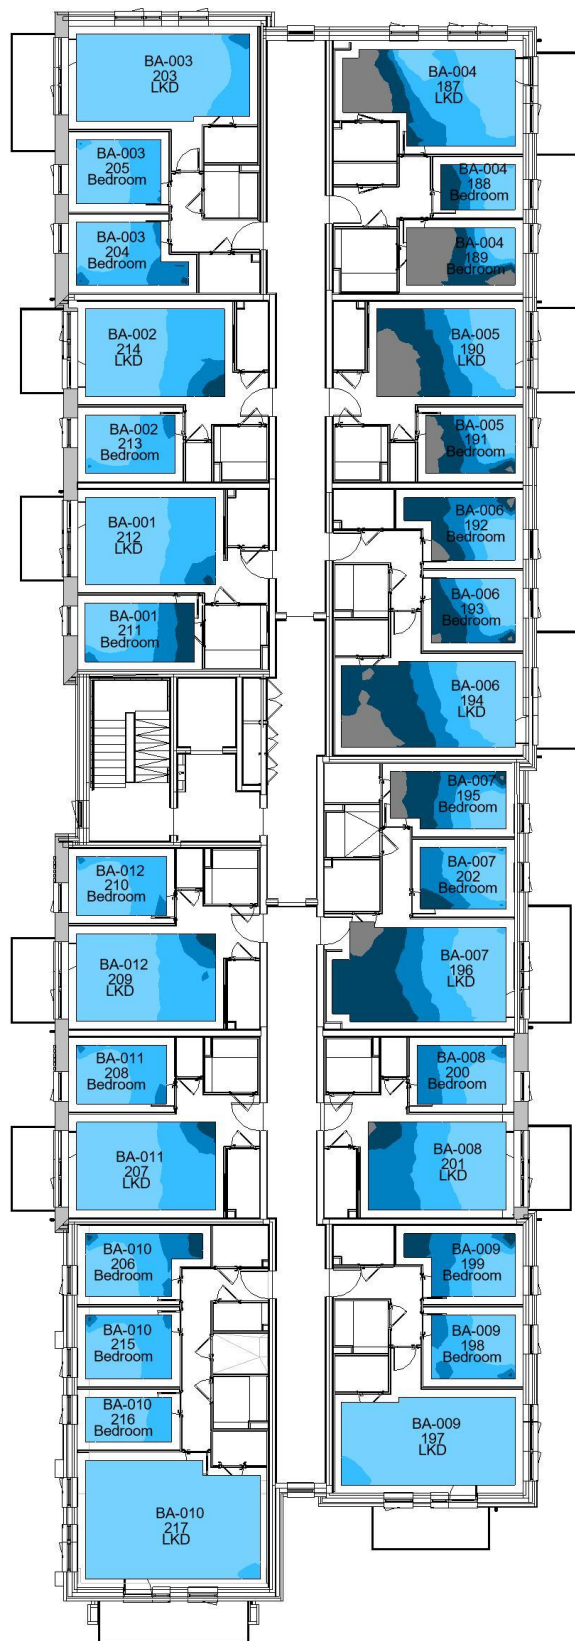 BA-003
203
LKD
BA-004
187
LKD
BA-003
205
Bedroom
BA-004
188
Bedroom
BA-003
204
Bedroom
BA-004
189
Bedroom
BA-002
214
LKD
BA-005
190
LKD
BA-002
213
Bedroom
BA-005
191
Bedroom
BA-001
212
LKD
BA-006
192
Bedroom
BA-001
211
Bedroom
BA-006
193
Bedroom
BA-006
194
LKD
BA-007
195
Bedroom
BA-012
210
Bedroom
BA-007
202
Bedroom
BA-012
209
LKD
BA-007
196
LKD
BA-011
208
Bedroom
BA-008
200
Bedroom
BA-011
207
LKD
BA-008
201
LKD
BA-010
206
Bedroom
BA-009
199
Bedroom
BA-010
215
Bedroom
BA-009
198
Bedroom
BA-010
216
Bedroom
BA-009
197
LKD
BA-010
217
LKD